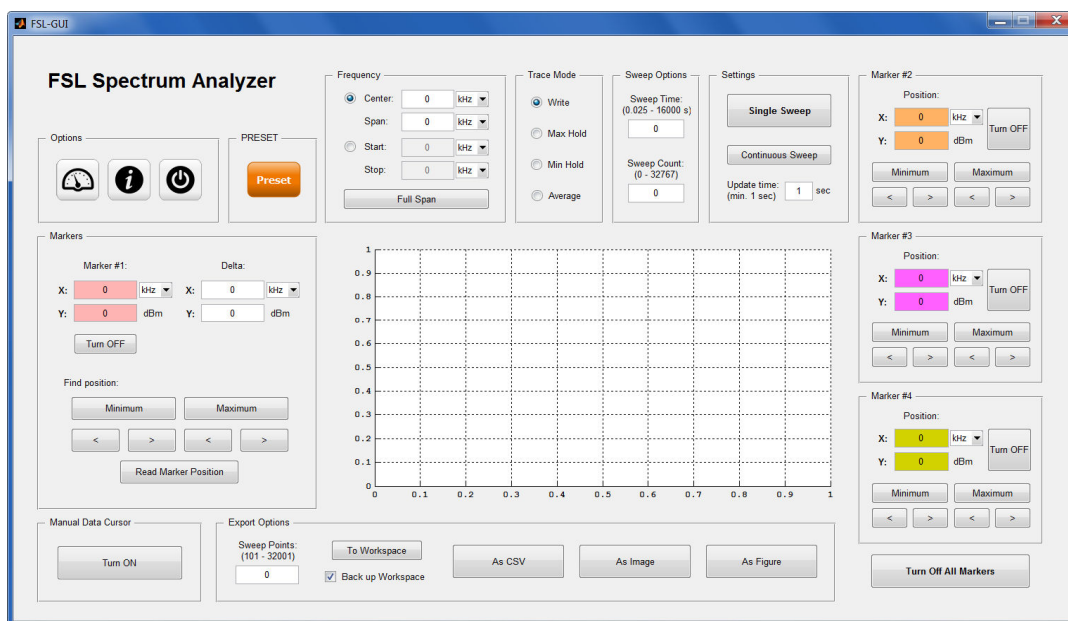 FSL-GUI
FSL Spectrum Analyzer
Options
PRESET
Preset
Frequency
Center: 0 kHz
Span: 0 kHz
Start: 0 kHz
Stop: 0 kHz
Full Span
Trace Mode
Write
Max Hold
Min Hold
Average
Sweep Options
Sweep Time:
(0.025 - 16000 s)
0
Sweep Count:
(0 - 32767)
0
Settings
Single Sweep
Continuous Sweep
Update time:
(min. 1 sec) 1 sec
Marker #2
Position:
X: 0 kHz Turn OFF
Y: 0 dBm
Minimum Maximum
< > < >
Markers
Marker #1: Delta:
X: 0 kHz X: 0 kHz
Y: 0 dBm Y: 0 dBm
Turn OFF
Find position:
Minimum Maximum
< > < >
Read Marker Position
1
0.9
0.8
0.7
0.6
0.5
0.4
0.3
0.2
0.1
0
0 0.1 0.2 0.3 0.4 0.5 0.6 0.7 0.8 0.9 1
Marker #3
Position:
X: 0 kHz Turn OFF
Y: 0 dBm
Minimum Maximum
< > < >
Marker #4
Position:
X: 0 kHz Turn OFF
Y: 0 dBm
Minimum Maximum
< > < >
Manual Data Cursor
Turn ON
Export Options
Sweep Points:
(101 - 32001)
0
To Workspace
Back up Workspace
As CSV
As Image
As Figure
Turn Off All Markers